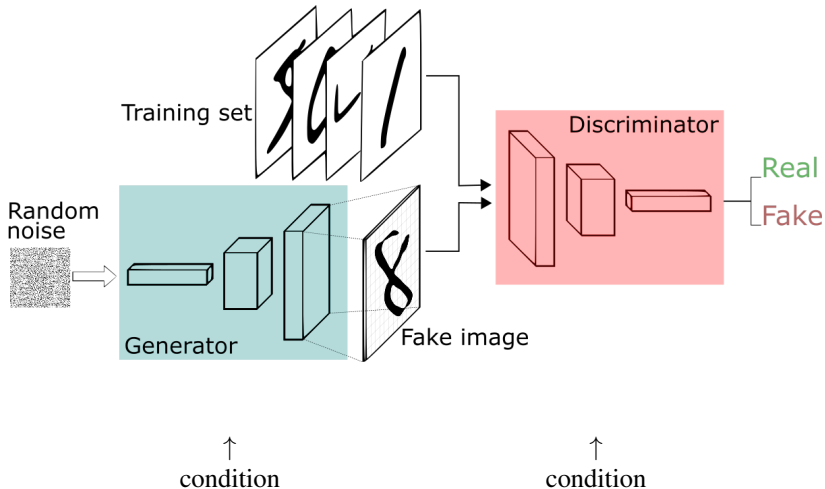 Training set
Discriminator
Real
Fake
Random
noise
Generator
Fake image
↑
condition
↑
condition